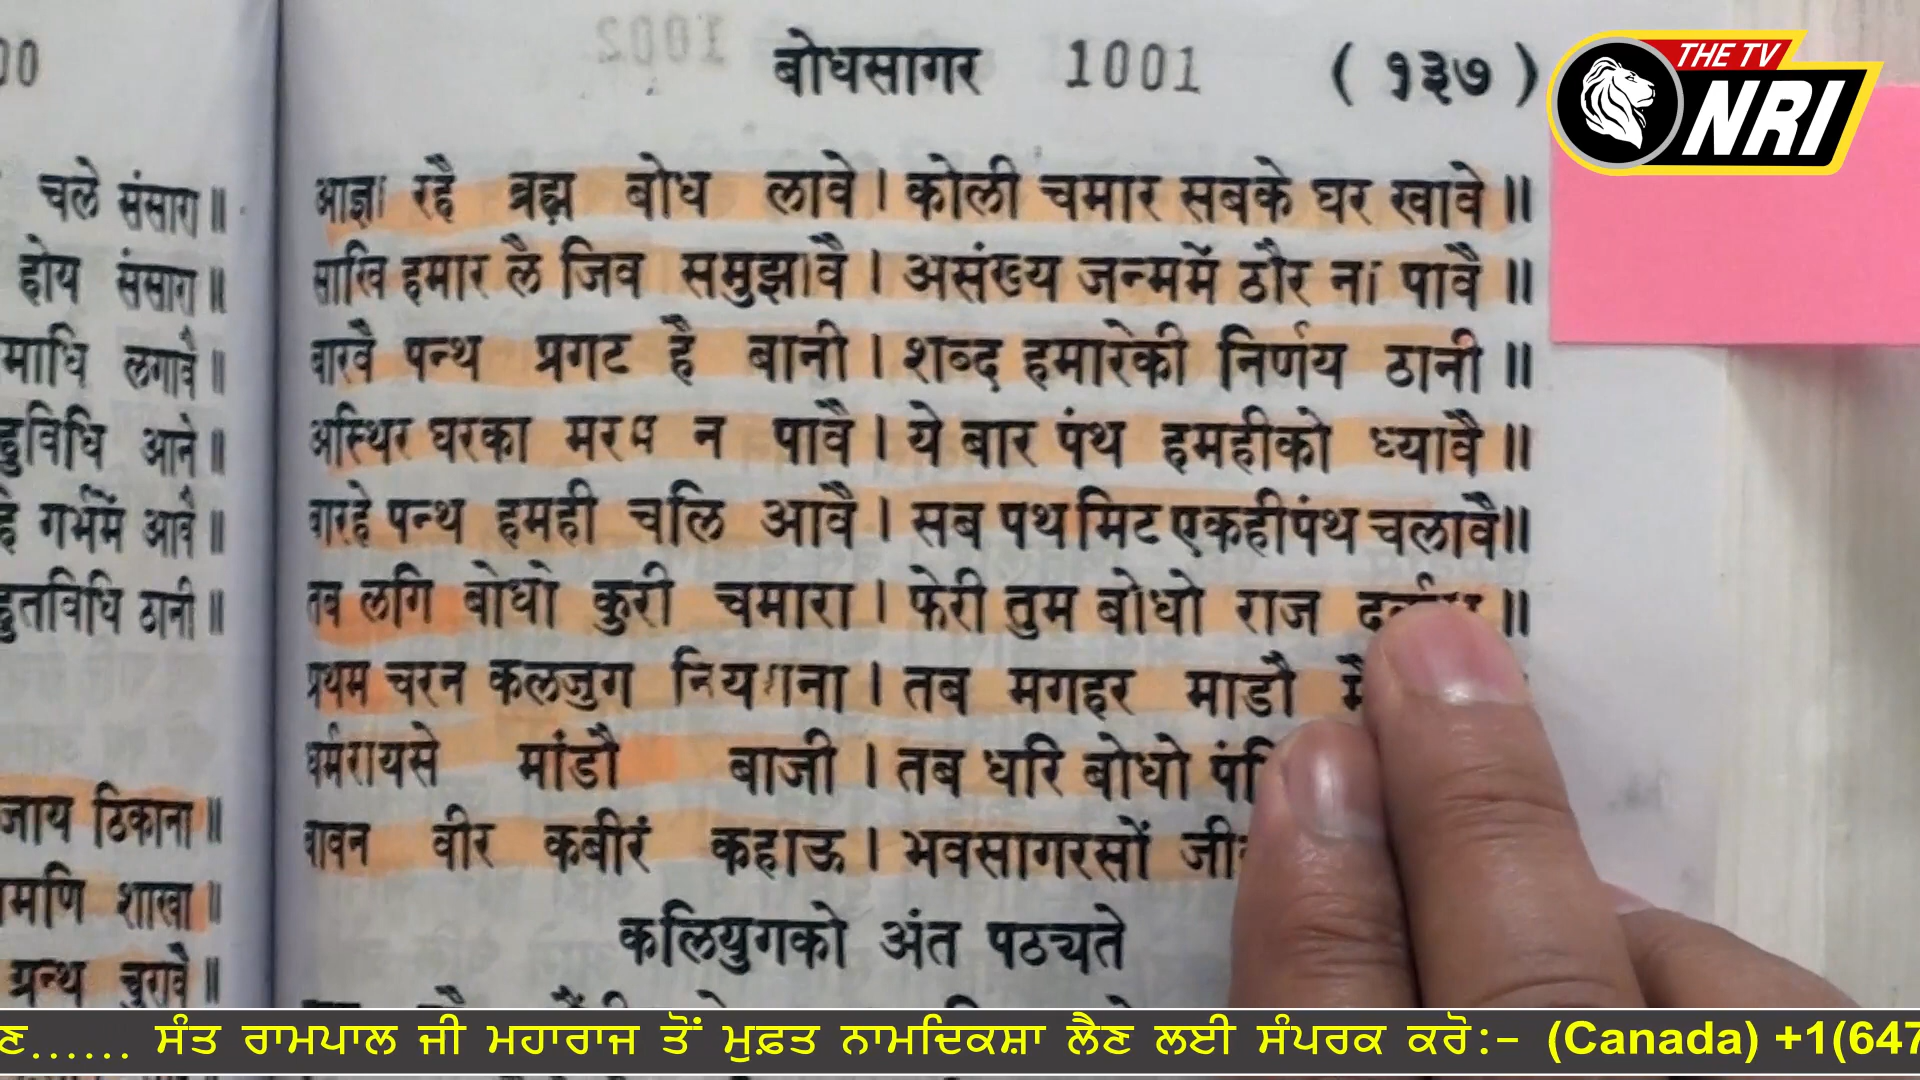 00
चले संसारा॥
होय संसारा॥
माधि लगावै॥
हुविधि आने॥
गर्भमें आवै॥
हुतविधि ठानी॥
जाय ठिकाना॥
मणि शाखा॥
ग्रन्थ चुरावै॥
बोधसागर 1001 (१३७)
आज्ञा रहै ब्रह्म बोध लावे। कोली चमार सबके घर खावे॥
साखि हमार लै जिव समुझावै। असंख्य जन्ममें ठौर ना पावै॥
बारवै पन्थ प्रगट है बानी। शब्द हमारेकी निर्णय ठानी॥
अस्थिर घरका मरम न पावै। ये बार पंथ हमहीको ध्यावै॥
बारहे पन्थ हमही चलि आवै। सब पथ मिट एकहीपंथ चलावै॥
तब लगि बोधो कुरी चमारा। फेरी तुम बोधो राज ॥
प्रथम चरन कलजुग नियाना। तब मगहर माडौ
धर्मरायसे मांडौ बाजी। तब धरि बोधो
बावन वीर कबीरं कहाऊ। भवसागरसों
कलियुगको अंत पठच्यते
THE TV
NRI
ਣ...... ਸੰਤ ਰਾਮਪਾਲ ਜੀ ਮਹਾਰਾਜ ਤੋਂ ਮੁਫ਼ਤ ਨਾਮਦਿਕਸ਼ਾ ਲੈਣ ਲਈ ਸੰਪਰਕ ਕਰੋ:- (Canada) +1(647